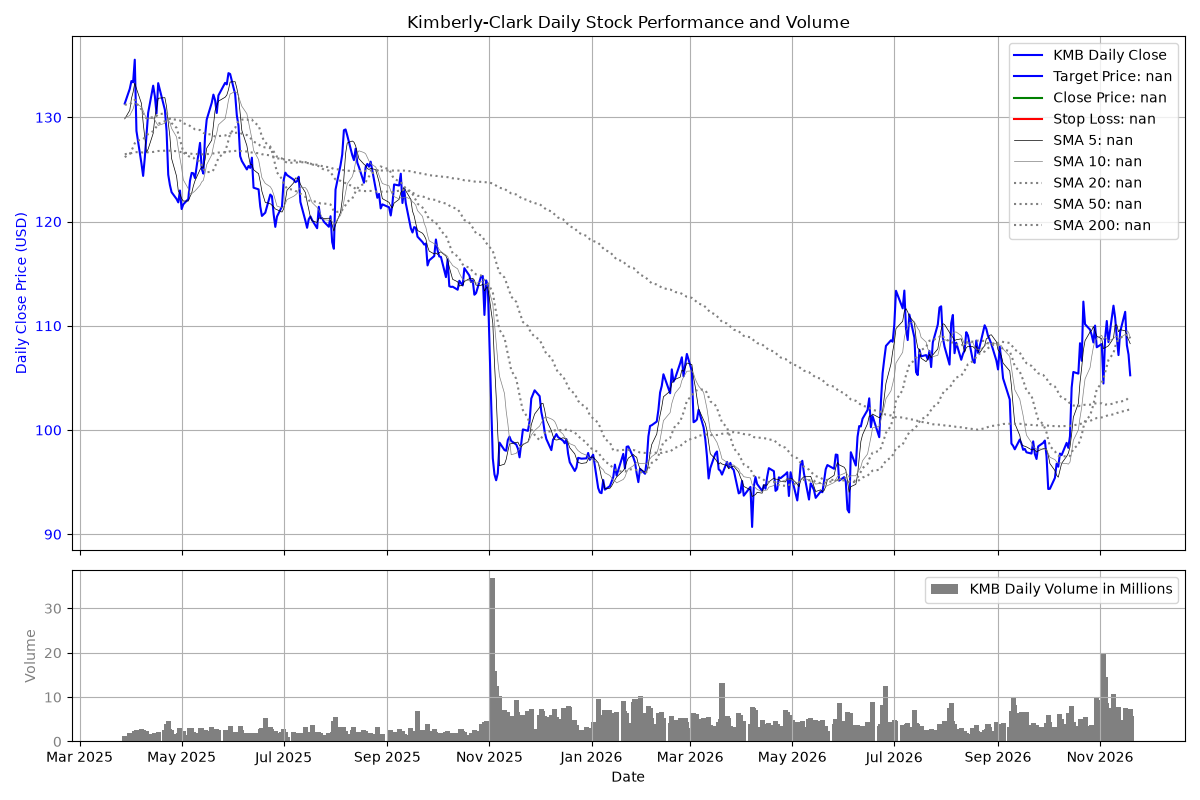 Kimberly-Clark Daily Stock Performance and Volume
Daily Close Price (USD)
130
120
110
100
90
KMB Daily Close
Target Price: nan
Close Price: nan
Stop Loss: nan
SMA 5: nan
SMA 10: nan
SMA 20: nan
SMA 50: nan
SMA 200: nan
Volume
30
20
10
0
KMB Daily Volume in Millions
Mar 2025 May 2025 Jul 2025 Sep 2025 Nov 2025 Jan 2026 Mar 2026 May 2026 Jul 2026 Sep 2026 Nov 2026
Date